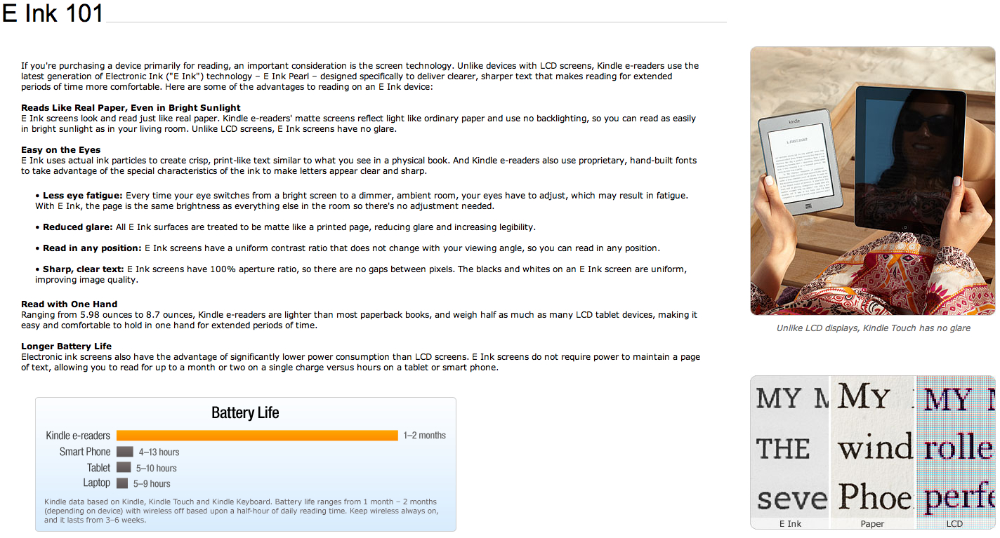 E Ink 101
If you're purchasing a device primarily for reading, an important consideration is the screen technology. Unlike devices with LCD screens, Kindle e-readers use the
latest generation of Electronic Ink ("E Ink") technology – E Ink Pearl – designed specifically to deliver clearer, sharper text that makes reading for extended
periods of time more comfortable. Here are some of the advantages to reading on an E Ink device:
Reads Like Real Paper, Even in Bright Sunlight
E Ink screens look and read just like real paper. Kindle e-readers' matte screens reflect light like ordinary paper and use no backlighting, so you can read as easily
in bright sunlight as in your living room. Unlike LCD screens, E Ink screens have no glare.
Easy on the Eyes
E Ink uses actual ink particles to create crisp, print-like text similar to what you see in a physical book. And Kindle e-readers also use proprietary, hand-built fonts
to take advantage of the special characteristics of the ink to make letters appear clear and sharp.
• Less eye fatigue: Every time your eye switches from a bright screen to a dimmer, ambient room, your eyes have to adjust, which may result in fatigue.
With E Ink, the page is the same brightness as everything else in the room so there's no adjustment needed.
• Reduced glare: All E Ink surfaces are treated to be matte like a printed page, reducing glare and increasing legibility.
• Read in any position: E Ink screens have a uniform contrast ratio that does not change with your viewing angle, so you can read in any position.
• Sharp, clear text: E Ink screens have 100% aperture ratio, so there are no gaps between pixels. The blacks and whites on an E Ink screen are uniform,
improving image quality.
Read with One Hand
Ranging from 5.98 ounces to 8.7 ounces, Kindle e-readers are lighter than most paperback books, and weigh half as much as many LCD tablet devices, making it
easy and comfortable to hold in one hand for extended periods of time.
Longer Battery Life
Electronic ink screens also have the advantage of significantly lower power consumption than LCD screens. E Ink screens do not require power to maintain a page
of text, allowing you to read for up to a month or two on a single charge versus hours on a tablet or smart phone.
Battery Life
Kindle e-readers 1–2 months
Smart Phone 4–13 hours
Tablet 5–10 hours
Laptop 5–9 hours
Kindle data based on Kindle, Kindle Touch and Kindle Keyboard. Battery life ranges from 1 month – 2 months
(depending on device) with wireless off based upon a half-hour of daily reading time. Keep wireless always on,
and it lasts from 3–6 weeks.
kindle
1. FIRST SIGHT
Unlike LCD displays, Kindle Touch has no glare
MY M
THE
seve
E Ink
My
wind
Phoe
Paper
MY
rolle
perfe
LCD